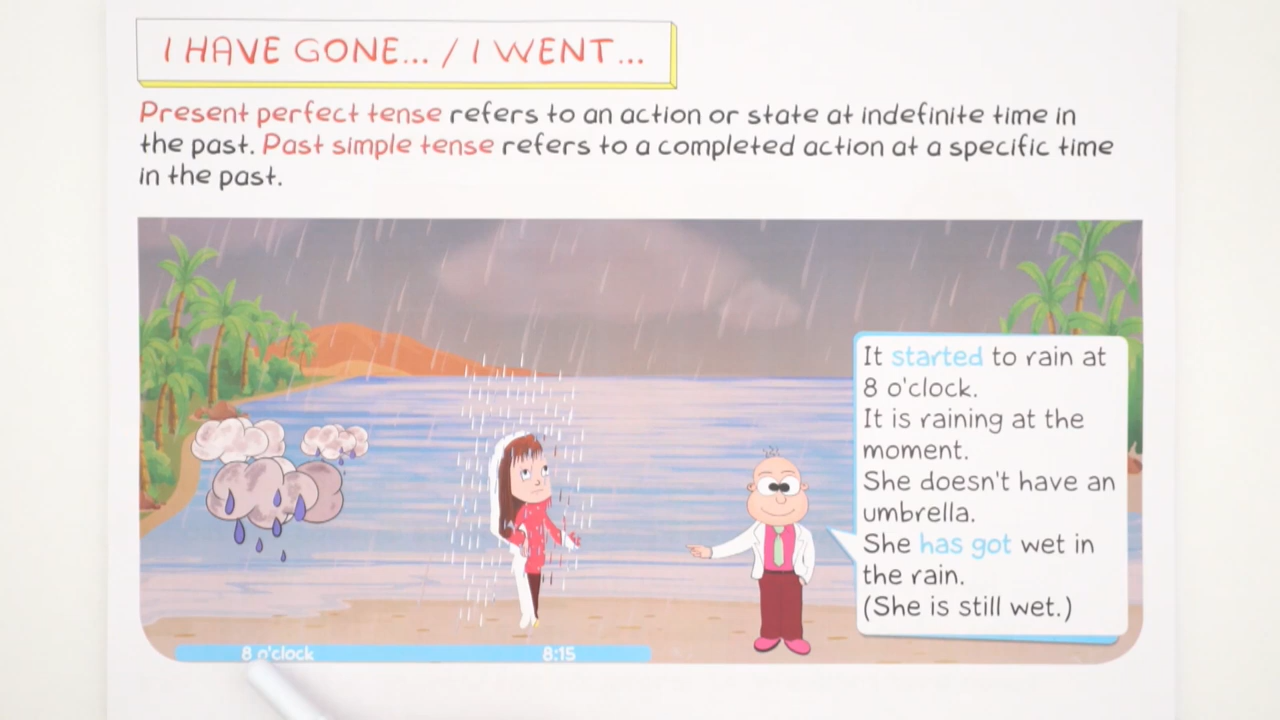 I HAVE GONE... / I WENT...
Present perfect tense refers to an action or state at indefinite time in
the past. Past simple tense refers to a completed action at a specific time
in the past.
It started to rain at
8 o'clock.
It is raining at the
moment.
She doesn't have an
umbrella.
She has got wet in
the rain.
(She is still wet.)
8 o'clock
8:15